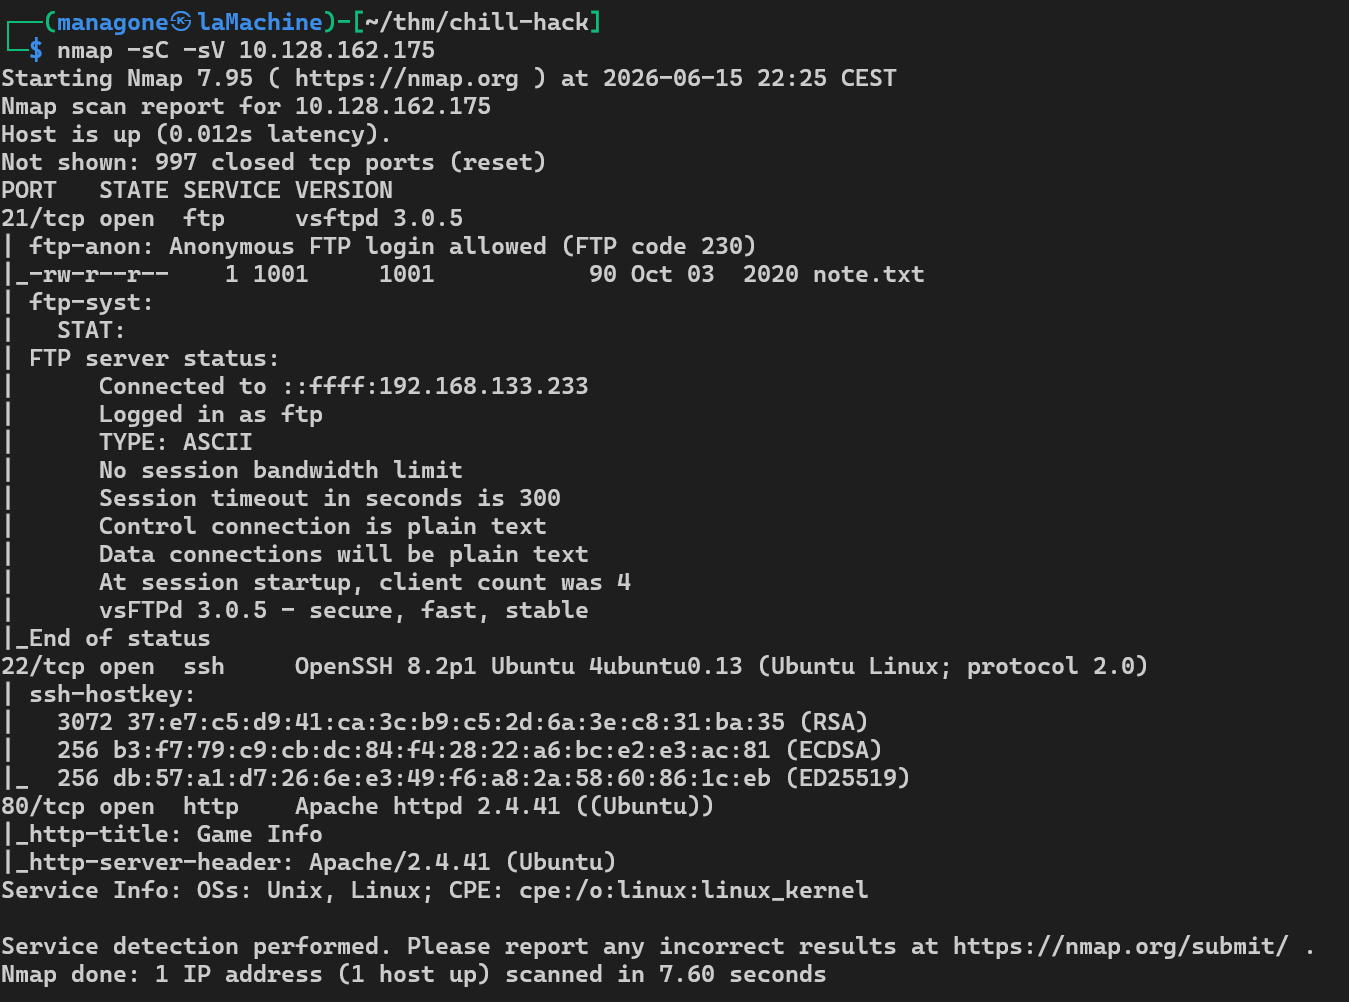 ┌──(managone㉿laMachine)-[~/thm/chill-hack]
└─$ nmap -sC -sV 10.128.162.175
Starting Nmap 7.95 ( https://nmap.org ) at 2026-06-15 22:25 CEST
Nmap scan report for 10.128.162.175
Host is up (0.012s latency).
Not shown: 997 closed tcp ports (reset)
PORT   STATE SERVICE VERSION
21/tcp open  ftp     vsftpd 3.0.5
| ftp-anon: Anonymous FTP login allowed (FTP code 230)
|_-rw-r--r--    1 1001     1001           90 Oct 03  2020 note.txt
| ftp-syst:
|   STAT:
| FTP server status:
|      Connected to ::ffff:192.168.133.233
|      Logged in as ftp
|      TYPE: ASCII
|      No session bandwidth limit
|      Session timeout in seconds is 300
|      Control connection is plain text
|      Data connections will be plain text
|      At session startup, client count was 4
|      vsFTPd 3.0.5 - secure, fast, stable
|_End of status
22/tcp open  ssh     OpenSSH 8.2p1 Ubuntu 4ubuntu0.13 (Ubuntu Linux; protocol 2.0)
| ssh-hostkey:
|   3072 37:e7:c5:d9:41:ca:3c:b9:c5:2d:6a:3e:c8:31:ba:35 (RSA)
|   256 b3:f7:79:c9:cb:dc:84:f4:28:22:a6:bc:e2:e3:ac:81 (ECDSA)
|_  256 db:57:a1:d7:26:6e:e3:49:f6:a8:2a:58:60:86:1c:eb (ED25519)
80/tcp open  http    Apache httpd 2.4.41 ((Ubuntu))
|_http-title: Game Info
|_http-server-header: Apache/2.4.41 (Ubuntu)
Service Info: OSs: Unix, Linux; CPE: cpe:/o:linux:linux_kernel

Service detection performed. Please report any incorrect results at https://nmap.org/submit/ .
Nmap done: 1 IP address (1 host up) scanned in 7.60 seconds